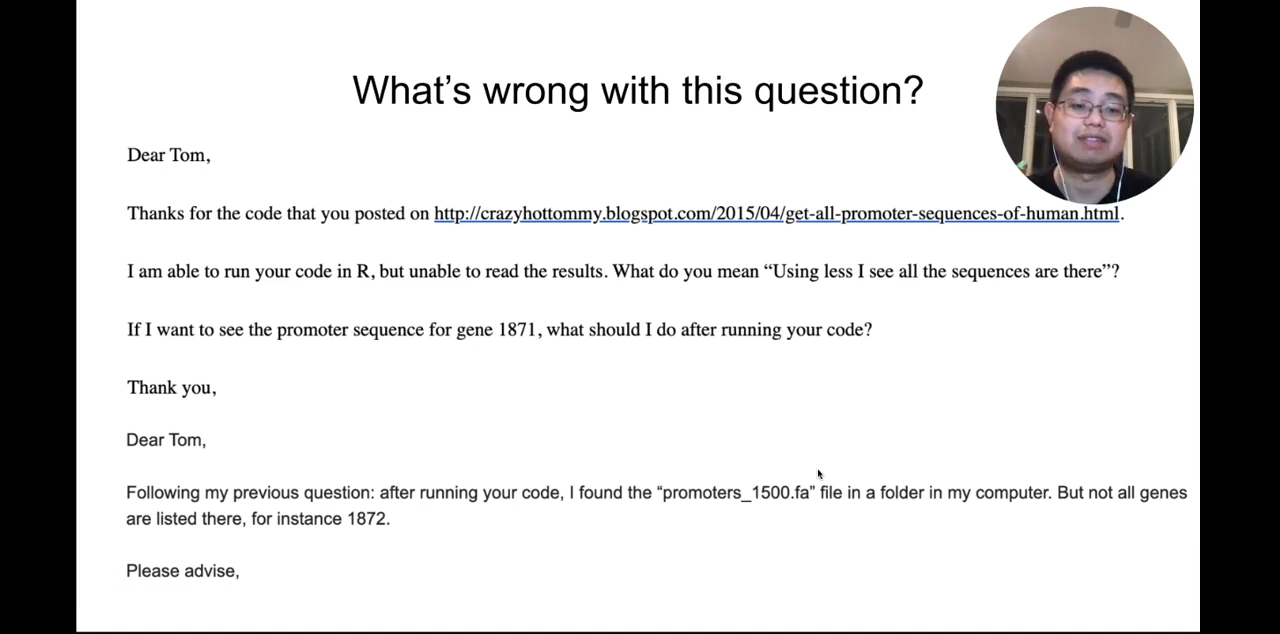 What’s wrong with this question?
Dear Tom,
Thanks for the code that you posted on http://crazyhottommy.blogspot.com/2015/04/get-all-promoter-sequences-of-human.html.
I am able to run your code in R, but unable to read the results. What do you mean “Using less I see all the sequences are there”?
If I want to see the promoter sequence for gene 1871, what should I do after running your code?
Thank you,
Dear Tom,
Following my previous question: after running your code, I found the “promoters_1500.fa” file in a folder in my computer. But not all genes
are listed there, for instance 1872.
Please advise,